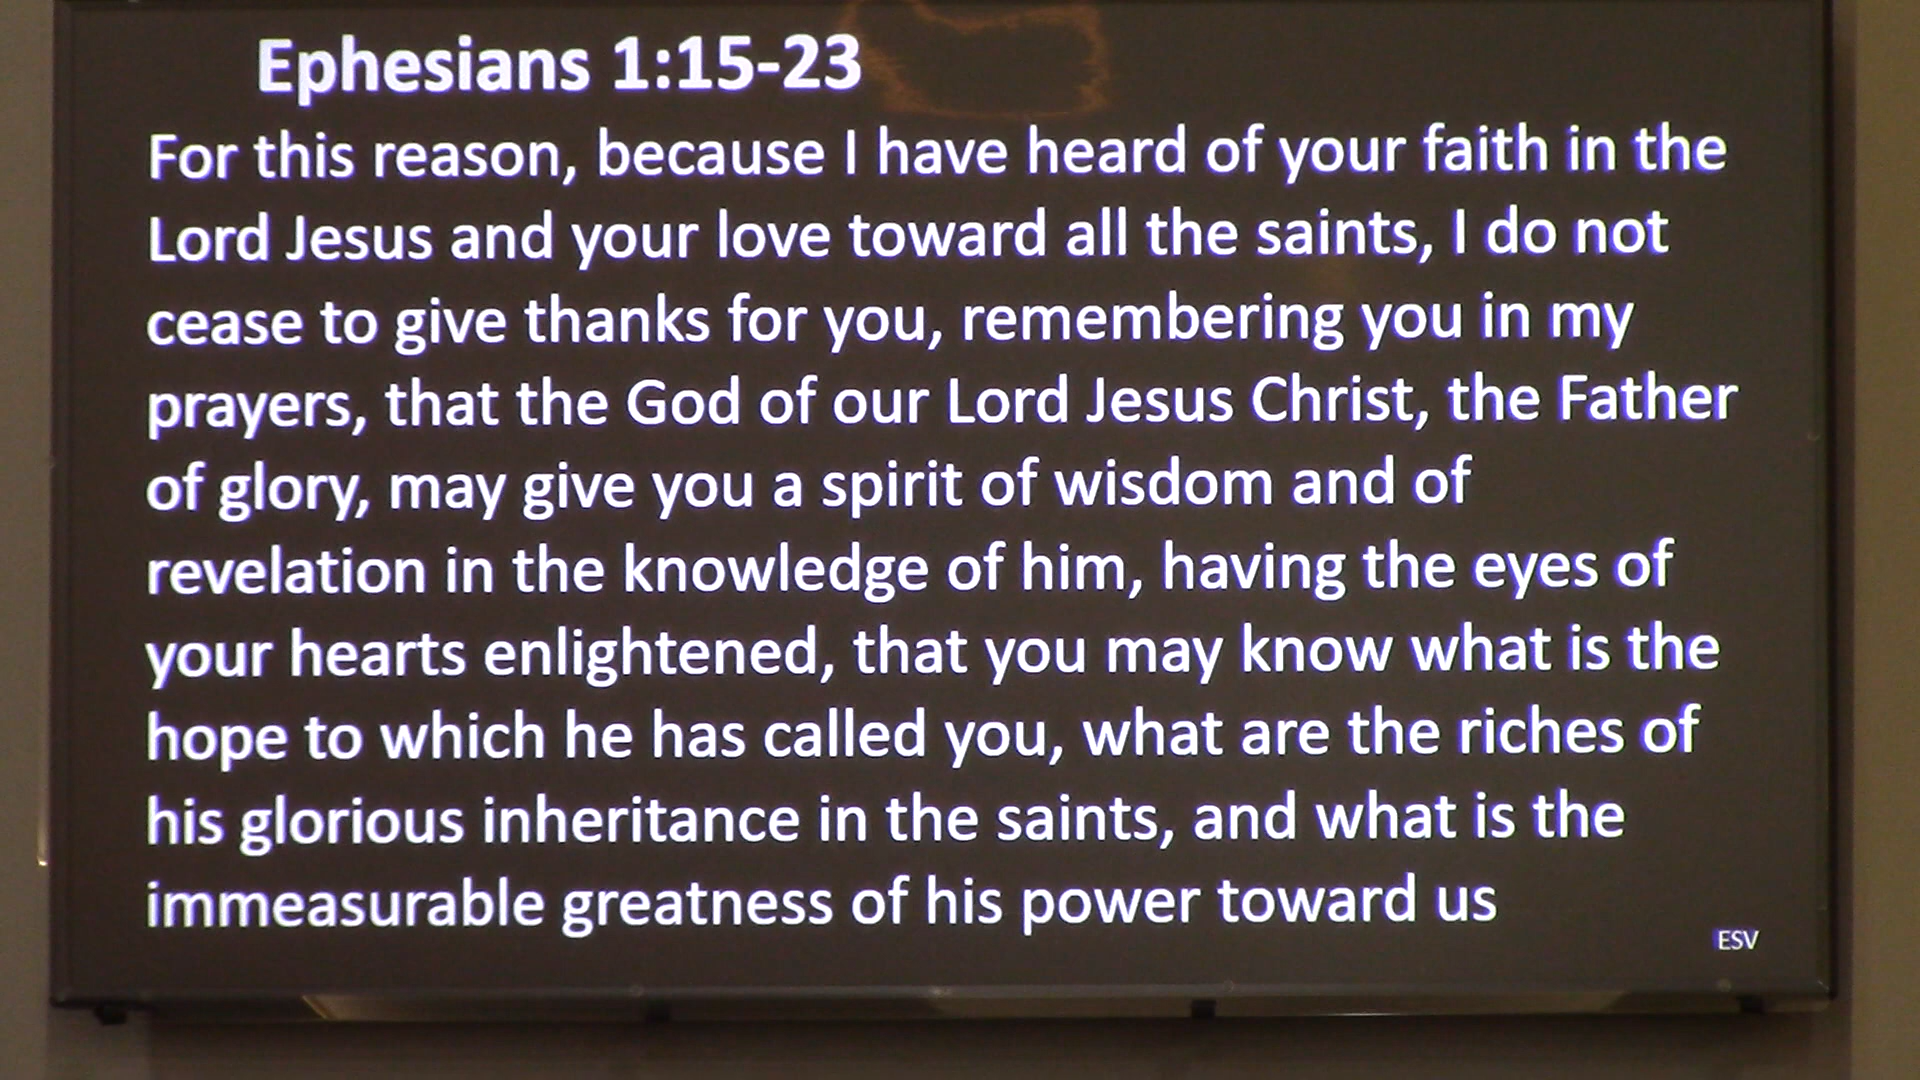 Ephesians 1:15-23
For this reason, because I have heard of your faith in the
Lord Jesus and your love toward all the saints, I do not
cease to give thanks for you, remembering you in my
prayers, that the God of our Lord Jesus Christ, the Father
of glory, may give you a spirit of wisdom and of
revelation in the knowledge of him, having the eyes of
your hearts enlightened, that you may know what is the
hope to which he has called you, what are the riches of
his glorious inheritance in the saints, and what is the
immeasurable greatness of his power toward us
ESV